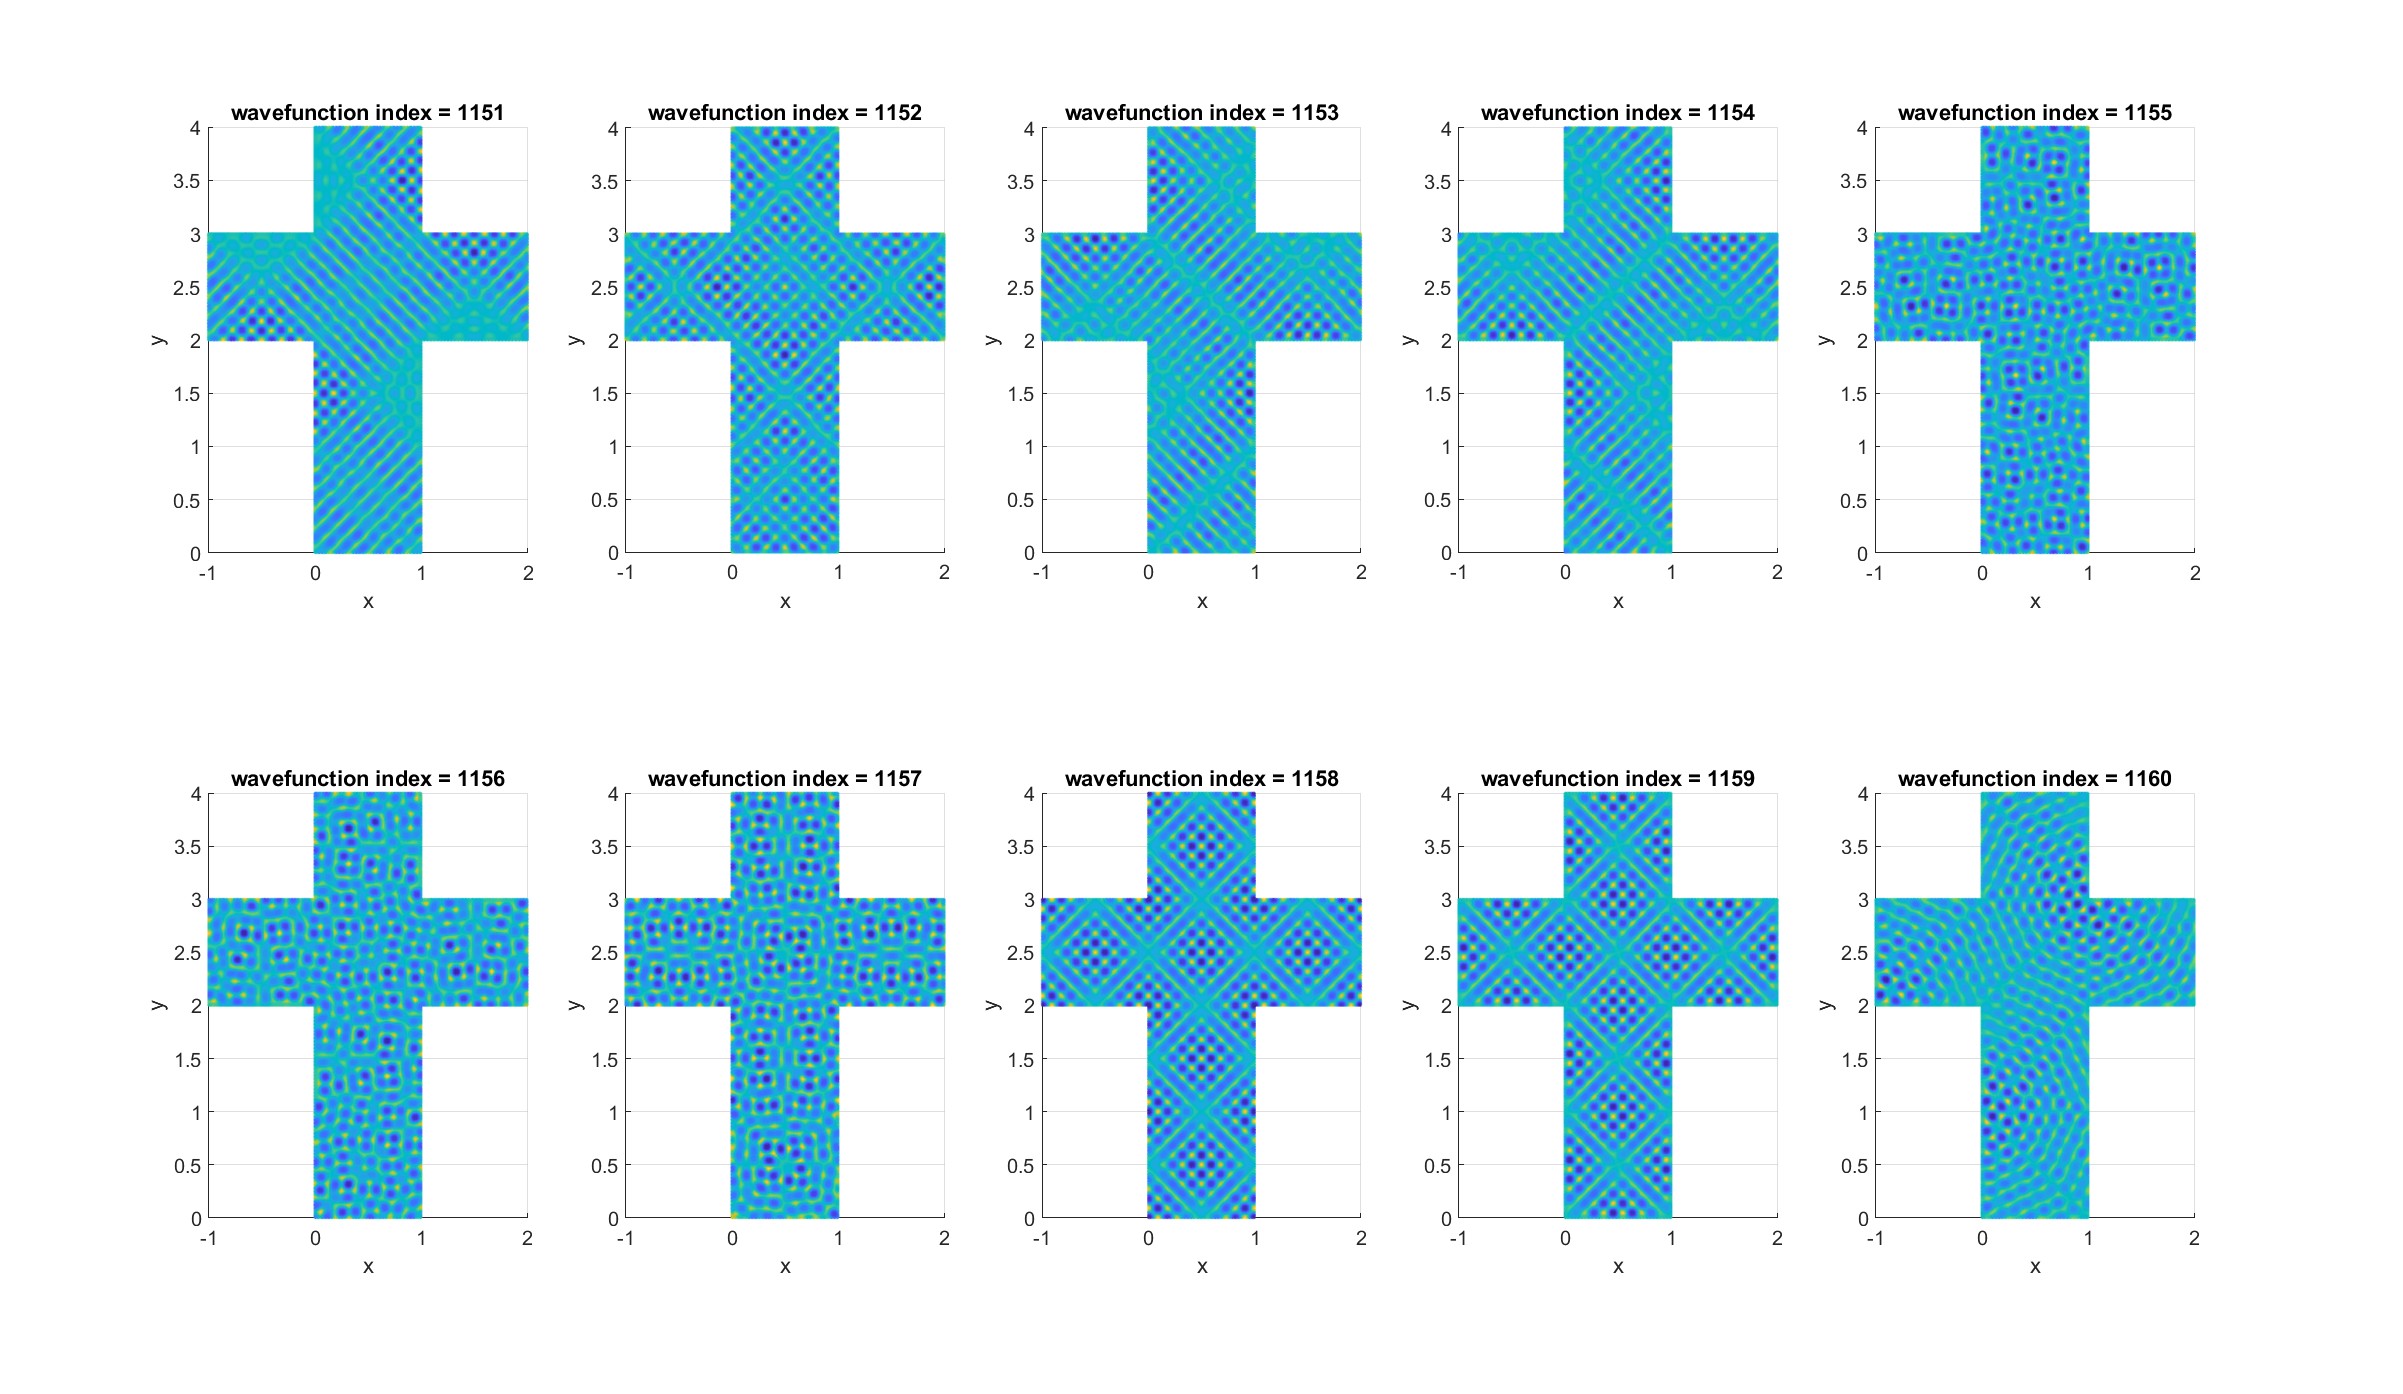 wavefunction index = 1151
wavefunction index = 1152
wavefunction index = 1153
wavefunction index = 1154
wavefunction index = 1155
4 4 4 4 4
3.5 3.5 3.5 3.5 3.5
3 3 3 3 3
2.5 2.5 2.5 2.5 2.5
y 2 y 2 y 2 y 2 y 2
1.5 1.5 1.5 1.5 1.5
1 1 1 1 1
0.5 0.5 0.5 0.5 0.5
0 0 0 0 0
-1 0 1 2 -1 0 1 2 -1 0 1 2 -1 0 1 2 -1 0 1 2
x x x x x
wavefunction index = 1156
wavefunction index = 1157
wavefunction index = 1158
wavefunction index = 1159
wavefunction index = 1160
4 4 4 4 4
3.5 3.5 3.5 3.5 3.5
3 3 3 3 3
2.5 2.5 2.5 2.5 2.5
y 2 y 2 y 2 y 2 y 2
1.5 1.5 1.5 1.5 1.5
1 1 1 1 1
0.5 0.5 0.5 0.5 0.5
0 0 0 0 0
-1 0 1 2 -1 0 1 2 -1 0 1 2 -1 0 1 2 -1 0 1 2
x x x x x